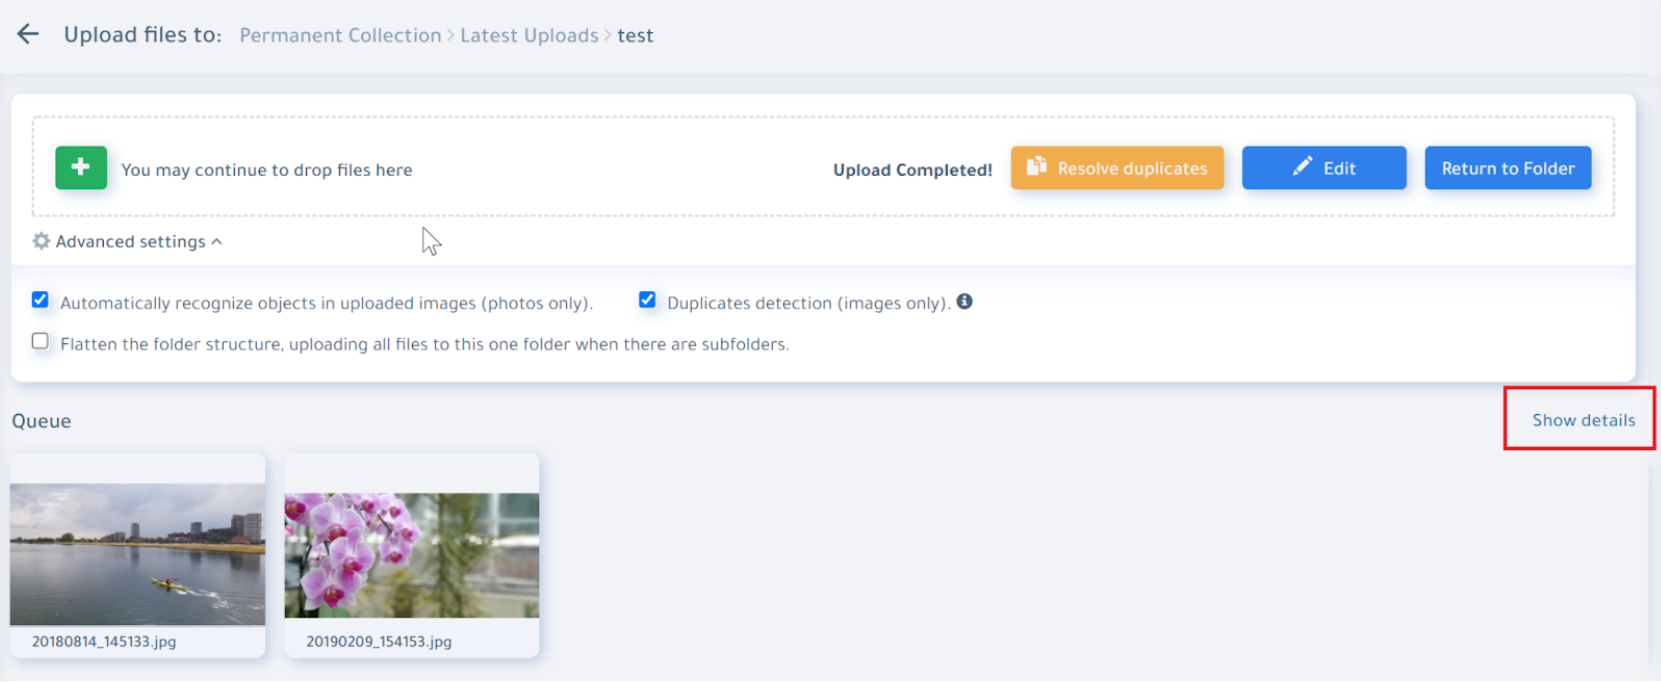 Upload files to: Permanent Collection > Latest Uploads > test
You may continue to drop files here
Upload Completed!
Resolve duplicates
Edit
Return to Folder
Advanced settings
Automatically recognize objects in uploaded images (photos only).
Duplicates detection (images only).
Flatten the folder structure, uploading all files to this one folder when there are subfolders.
Queue
Show details
20180814_145133.jpg
20190209_154153.jpg